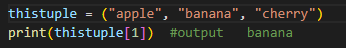 thistuple = ("apple", "banana", "cherry")
print(thistuple[1])  #output   banana